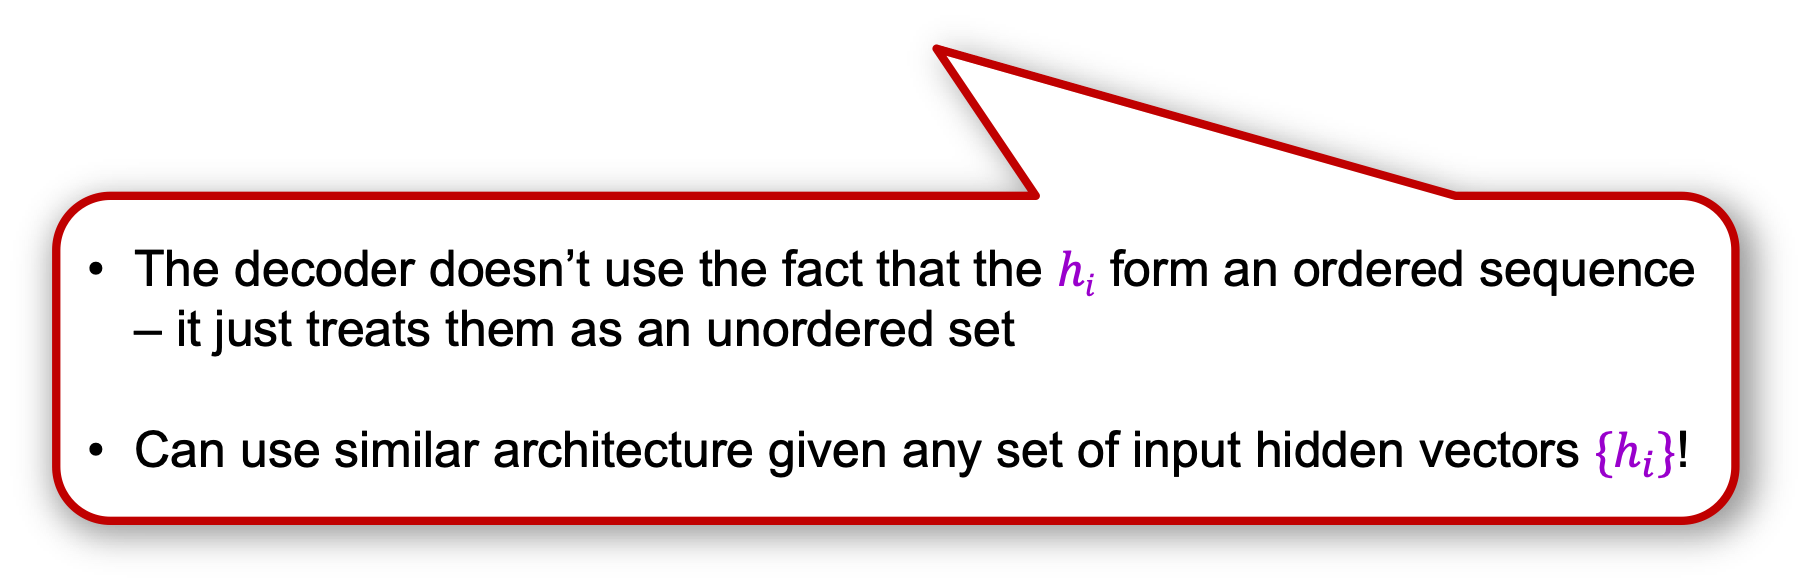 • The decoder doesn’t use the fact that the hᵢ form an ordered sequence
– it just treats them as an unordered set
• Can use similar architecture given any set of input hidden vectors {hᵢ}!